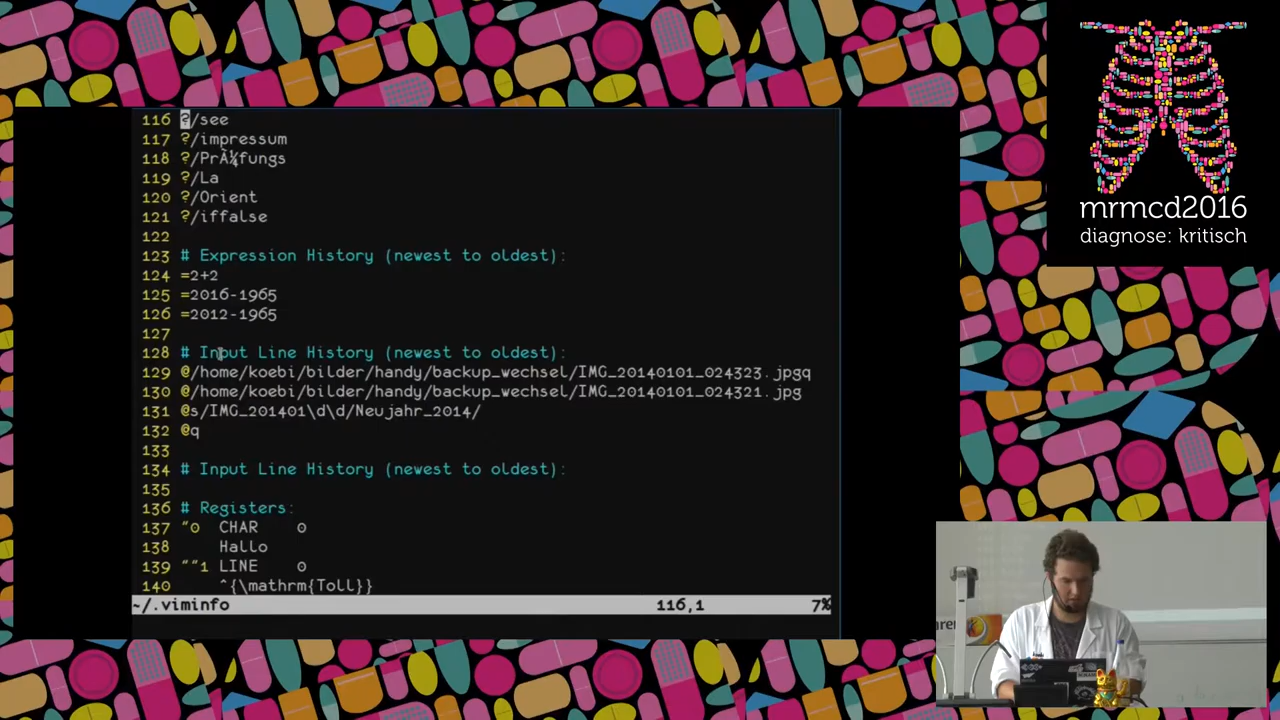 116 ?/see
117 ?/impressum
118 ?/PrÃ¼fungs
119 ?/La
120 ?/Orient
121 ?/iffalse
122
123 # Expression History (newest to oldest):
124 =2+2
125 =2016-1965
126 =2012-1965
127
128 # Input Line History (newest to oldest):
129 @/home/koebi/bilder/handy/backup_wechsel/IMG_20140101_024323.jpgq
130 @/home/koebi/bilder/handy/backup_wechsel/IMG_20140101_024321.jpg
131 @s/IMG_201401\d\d/Neujahr_2014/
132 @q
133
134 # Input Line History (newest to oldest):
135
136 # Registers:
137 "0 CHAR 0
138 Hallo
139 ""1 LINE 0
140 ^{\mathrm{Toll}}
~/.viminfo 116,1 7%
mrmcd2016
diagnose: kritisch